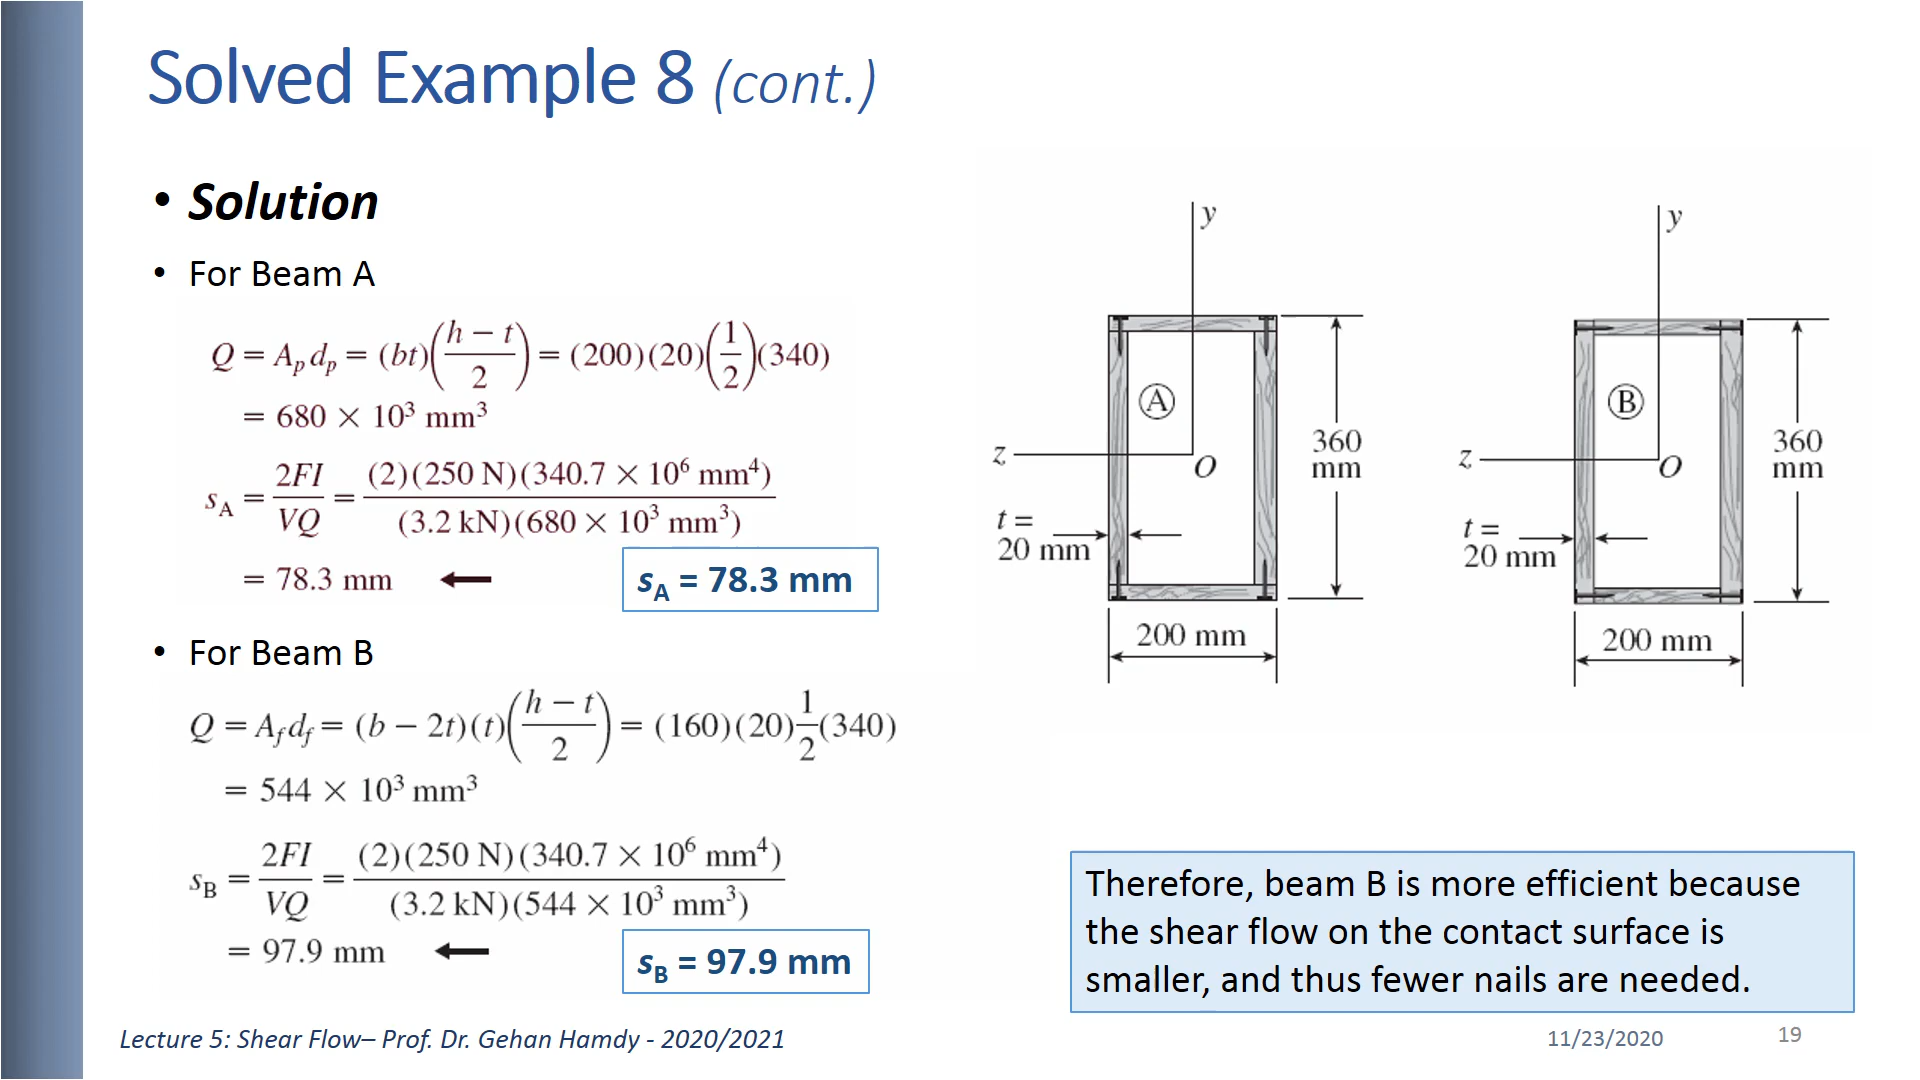 Solved Example 8 (cont.)
• Solution
• For Beam A
Q = A_p d_p = (bt)((h − t)/2) = (200)(20)(1/2)(340)
= 680 × 10³ mm³
s_A = 2FI/VQ = (2)(250 N)(340.7 × 10⁶ mm⁴)/(3.2 kN)(680 × 10³ mm³)
= 78.3 mm ←
s_A = 78.3 mm
• For Beam B
Q = A_f d_f = (b − 2t)(t)((h − t)/2) = (160)(20)1/2(340)
= 544 × 10³ mm³
s_B = 2FI/VQ = (2)(250 N)(340.7 × 10⁶ mm⁴)/(3.2 kN)(544 × 10³ mm³)
= 97.9 mm ←
s_B = 97.9 mm
y
A
z
O
360
mm
t =
20 mm
200 mm
y
B
z
O
360
mm
t =
20 mm
200 mm
Therefore, beam B is more efficient because
the shear flow on the contact surface is
smaller, and thus fewer nails are needed.
Lecture 5: Shear Flow– Prof. Dr. Gehan Hamdy - 2020/2021
11/23/2020
19